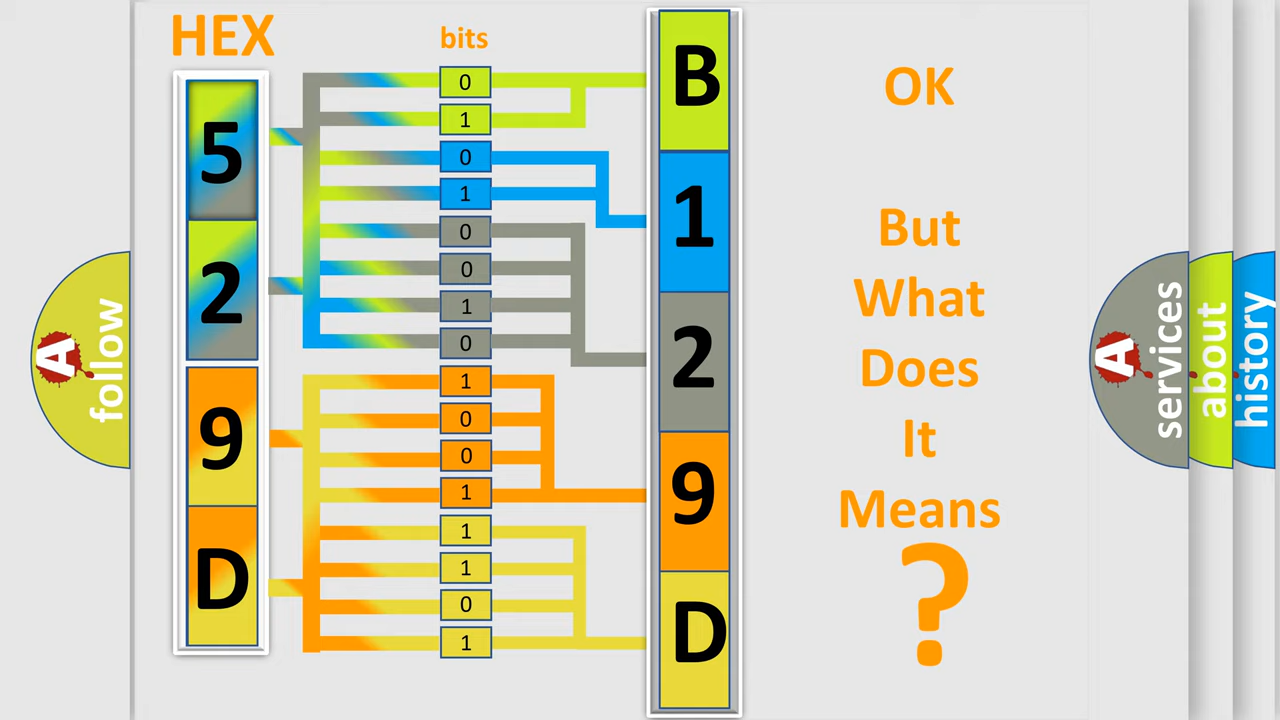 HEX
bits
5
2
9
D
0
1
0
1
0
0
1
0
1
0
0
1
1
1
0
1
B
1
2
9
D
OK
But
What
Does
It
Means
?
A
follow
A
services
about
history